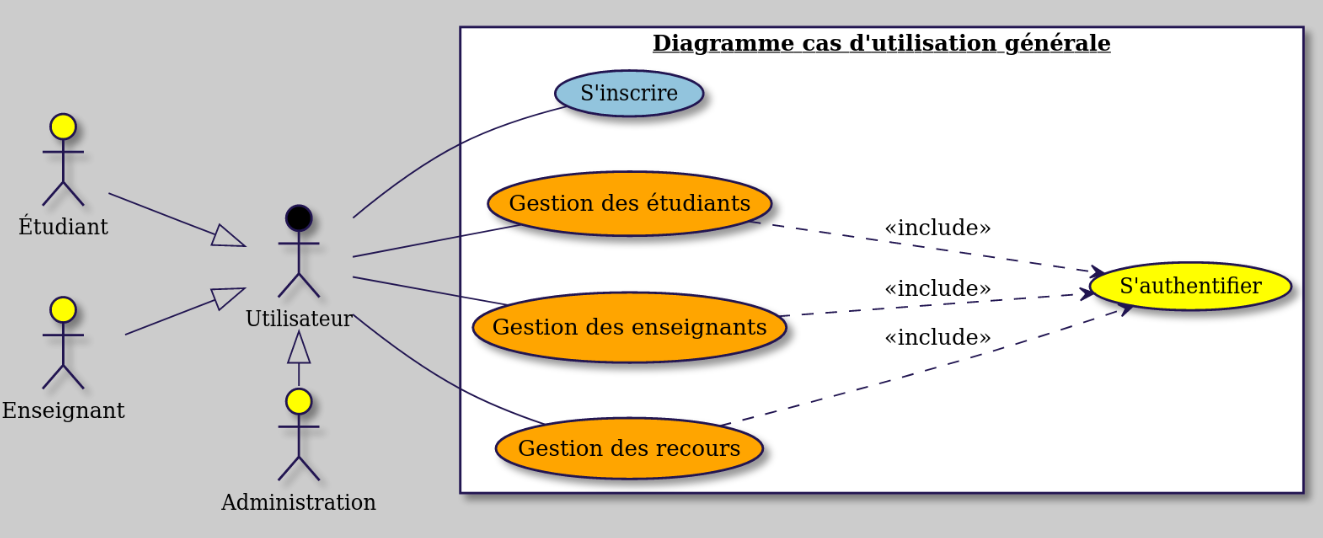 Diagramme cas d'utilisation générale
S'inscrire
Étudiant
Gestion des étudiants
«include»
Utilisateur
S'authentifier
«include»
Gestion des enseignants
«include»
Enseignant
Gestion des recours
Administration